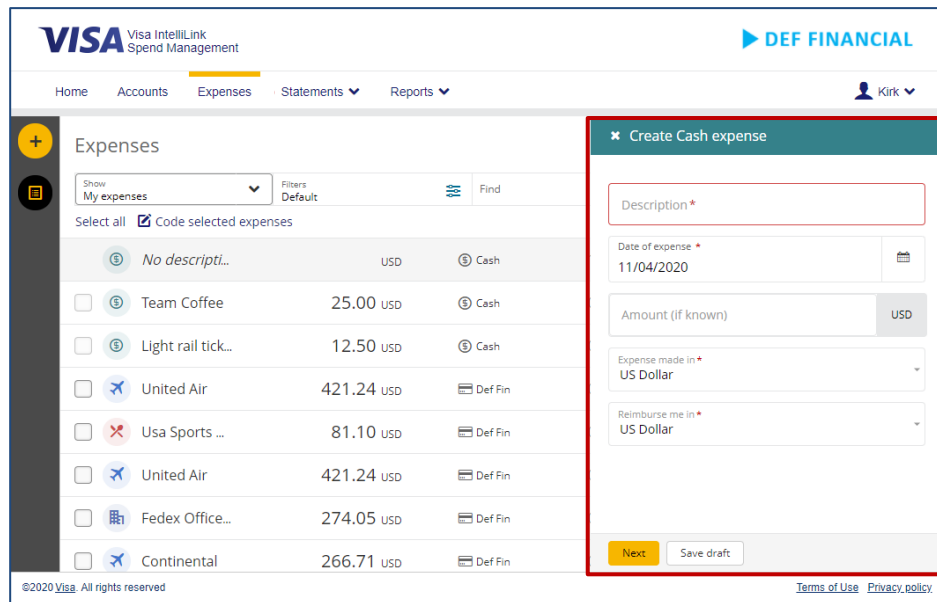 VISA Visa IntelliLink
Spend Management
DEF FINANCIAL
Home Accounts Expenses Statements Reports Kirk
Expenses
Show
My expenses
Filters
Default
Find
Select all Code selected expenses
No descripti... USD Cash
Team Coffee 25.00 USD Cash
Light rail tick... 12.50 USD Cash
United Air 421.24 USD Def Fin
Usa Sports ... 81.10 USD Def Fin
United Air 421.24 USD Def Fin
Fedex Office... 274.05 USD Def Fin
Continental 266.71 USD Def Fin
Create Cash expense
Description *
Date of expense *
11/04/2020
Amount (if known) USD
Expense made in *
US Dollar
Reimburse me in *
US Dollar
Next Save draft
©2020 Visa. All rights reserved
Terms of Use Privacy policy